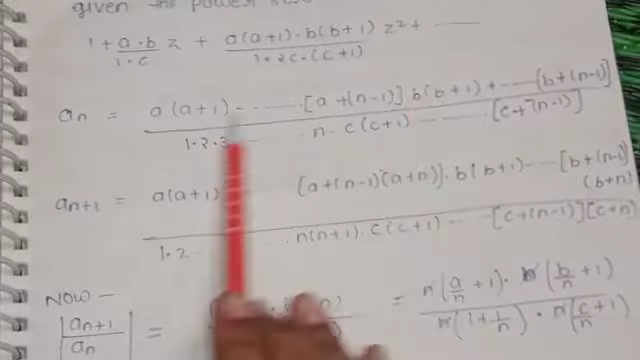 given the power
1 + a·b/1·c z + a(a+1)·b(b+1)/1·2c·(c+1) z² + ------
an = a(a+1) - ------ [a+(n-1)] b(b+1)+----- (b+(n-1)] / 1·2·3 n·c(c+1) ----- [c+(n-1)]
an+1 = a(a+1) [a+(n-1)(a+n)]·b(b+1)----- [b+(n-1)] (b+n) / 1·2 n(n+1)·c(c+1)---- [c+(n-1)][c+n)
NOW —
|an+1/an| = n) = n(a/n +1)·n(b/n +1) / n(1+1/n)·n(c/n +1)